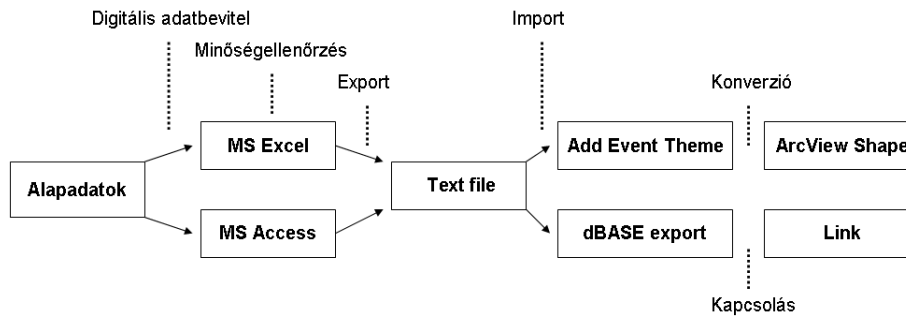 Digitális adatbevitel
Import
Minőségellenőrzés
Export
Konverzió
MS Excel
Add Event Theme
ArcView Shape
Alapadatok
Text file
MS Access
dBASE export
Link
Kapcsolás